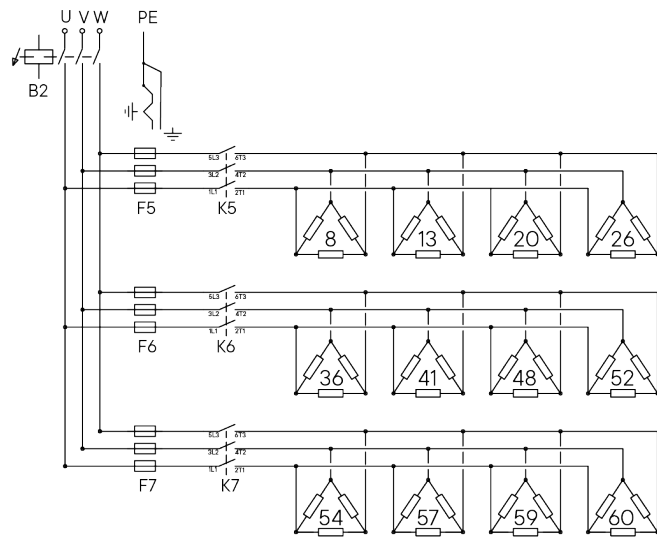 U V W PE
B2
5L3 6T3
3L2 4T2
1L1 2T1
F5 K5
8 13 20 26
5L3 6T3
3L2 4T2
1L1 2T1
F6 K6
36 41 48 52
5L3 6T3
3L2 4T2
1L1 2T1
F7 K7
54 57 59 60